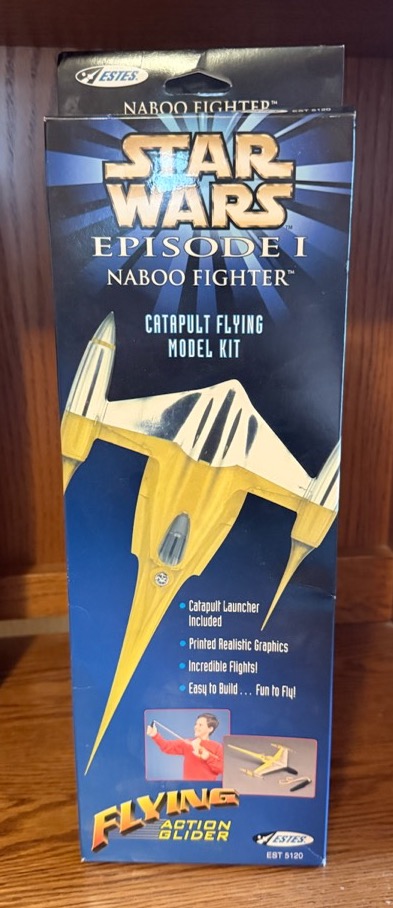 ESTES
NABOO FIGHTER™
STAR
WARS™
EPISODE I
NABOO FIGHTER™
CATAPULT FLYING
MODEL KIT
• Catapult Launcher
Included
• Printed Realistic Graphics
• Incredible Flights!
• Easy to Build . . . Fun to Fly!
FLYING
ACTION
GLIDER
ESTES
EST 5120